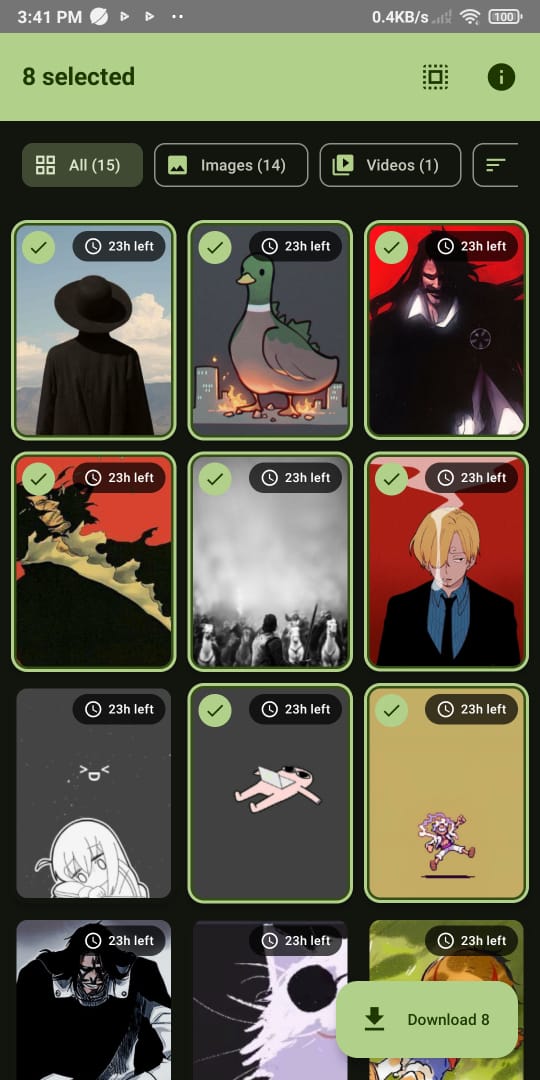 3:41 PM
0.4KB/s
100
8 selected
All (15)
Images (14)
Videos (1)
23h left
23h left
23h left
23h left
23h left
23h left
23h left
23h left
23h left
23h left
23h left
23h left
Download 8